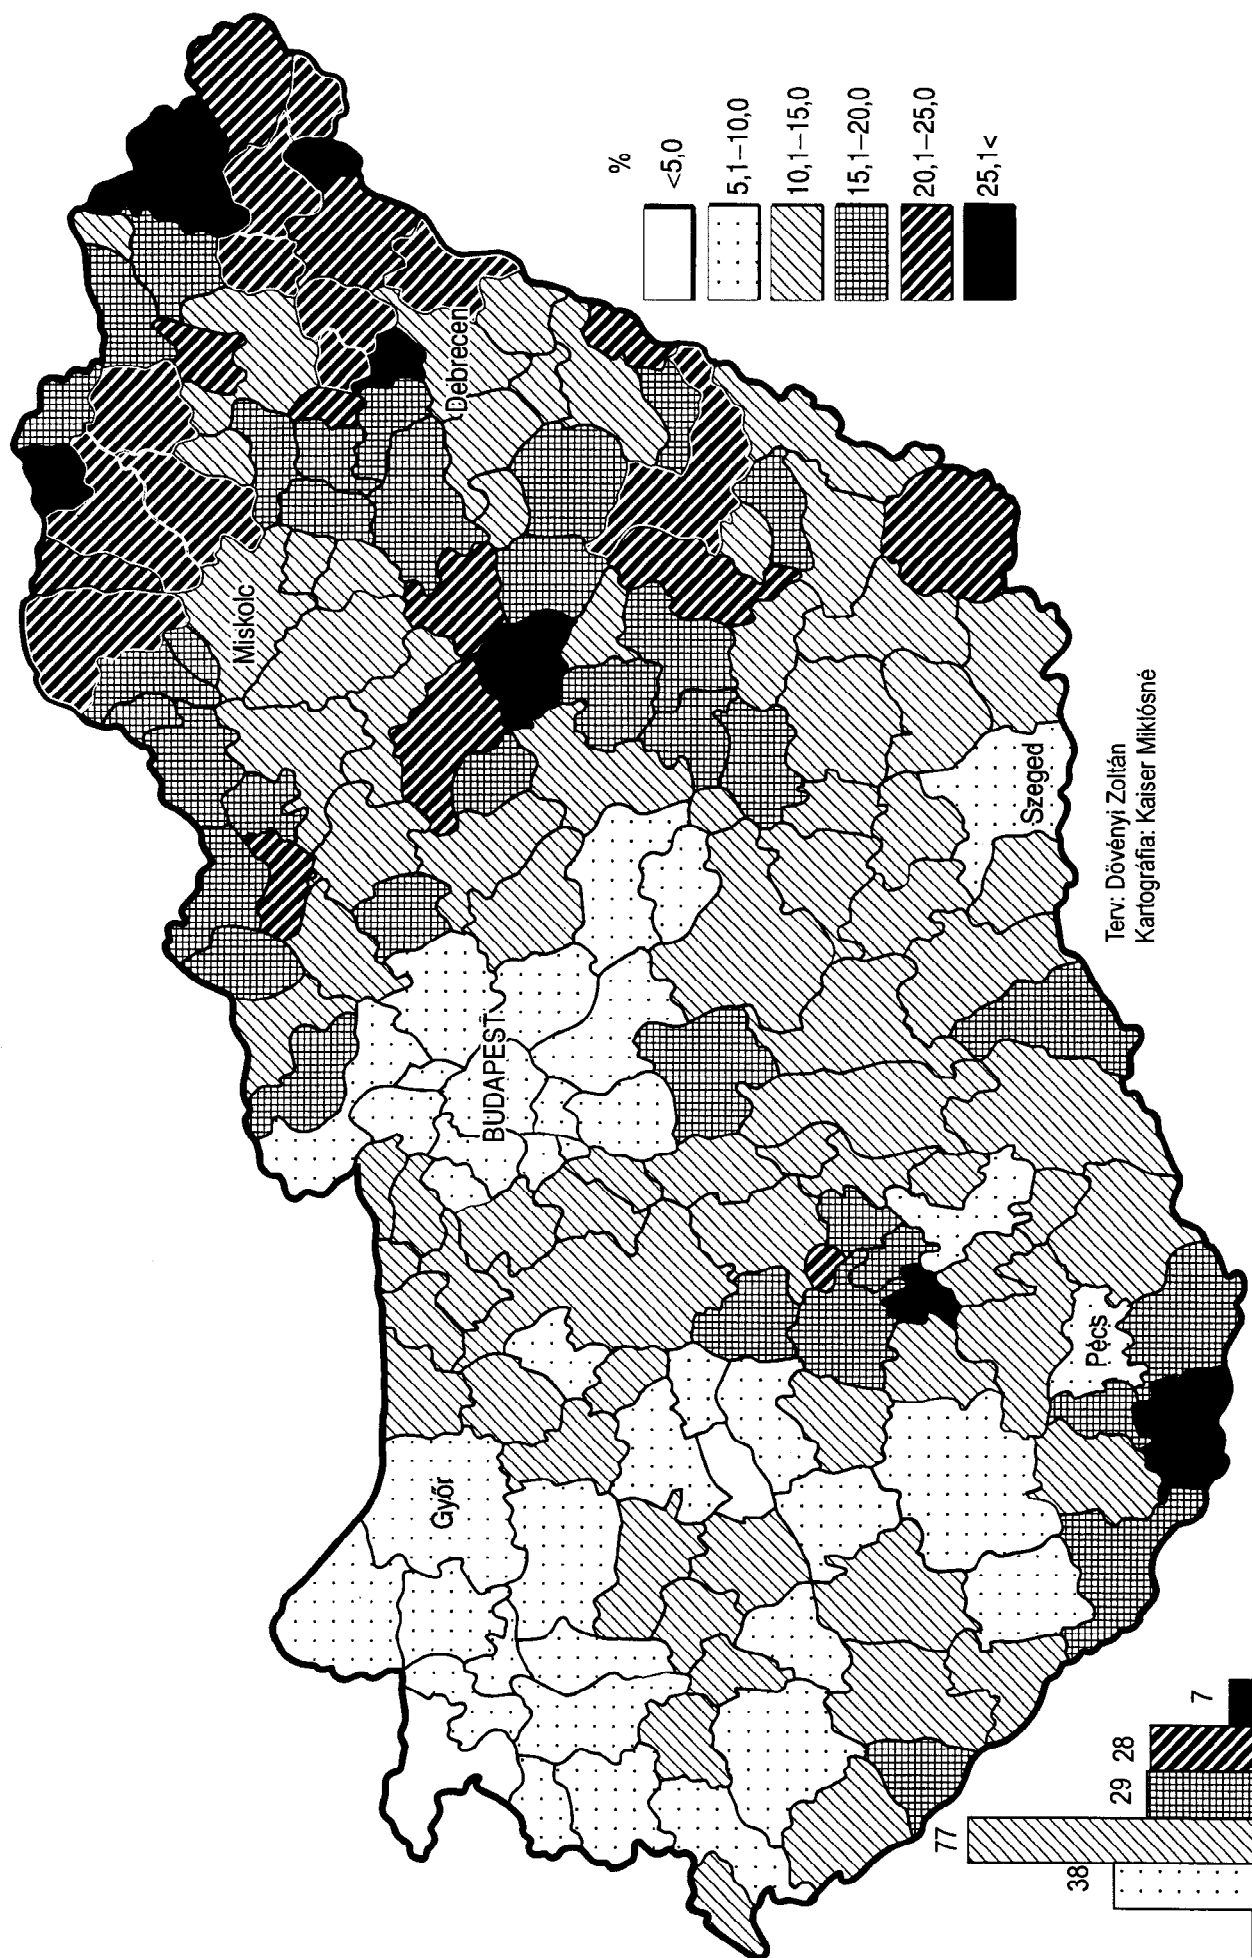 Miskolc
Debrecen
BUDAPEST
Győr
Szeged
Pécs
%
<5,0
5,1–10,0
10,1–15,0
15,1–20,0
20,1–25,0
25,1<
Terv: Dövényi Zoltán
Kartográfia: Kaiser Miklósné
38
77
29
28
7